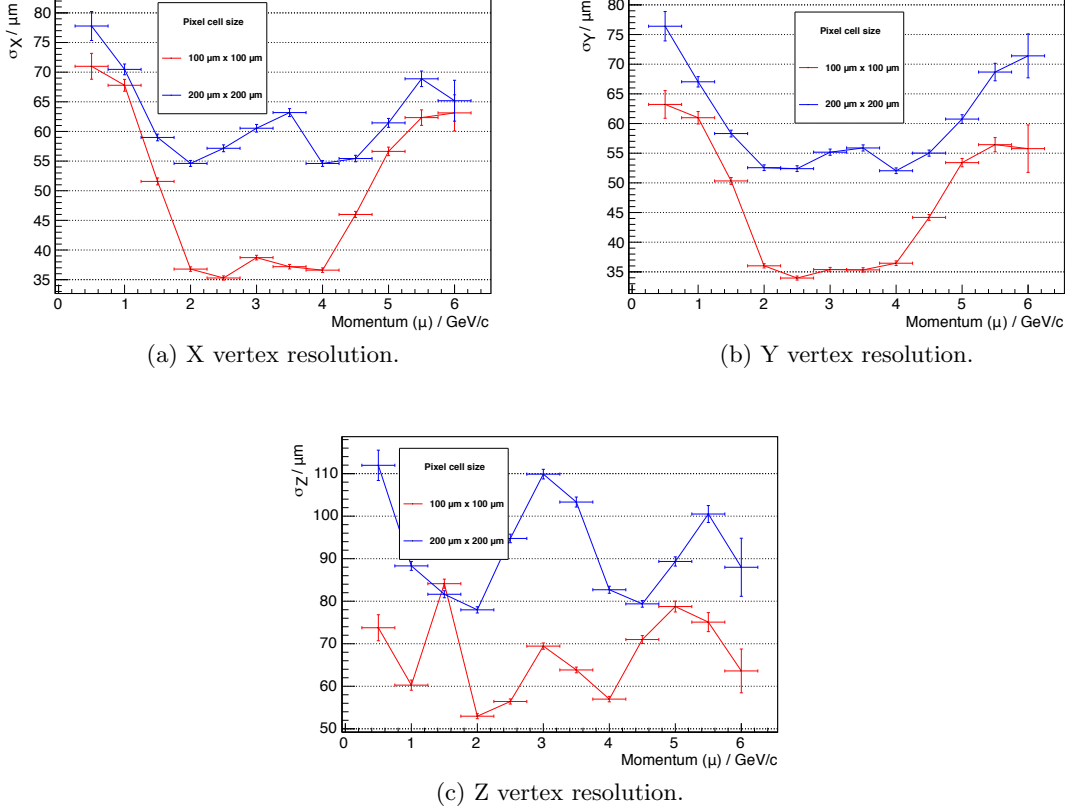 σX / μm
80
75
70
65
60
55
50
45
40
35
Pixel cell size
100 μm x 100 μm
200 μm x 200 μm
0 1 2 3 4 5 6
Momentum (μ) / GeV/c
(a) X vertex resolution.
σY / μm
80
75
70
65
60
55
50
45
40
35
Pixel cell size
100 μm x 100 μm
200 μm x 200 μm
0 1 2 3 4 5 6
Momentum (μ) / GeV/c
(b) Y vertex resolution.
σZ / μm
110
100
90
80
70
60
50
Pixel cell size
100 μm x 100 μm
200 μm x 200 μm
0 1 2 3 4 5 6
Momentum (μ) / GeV/c
(c) Z vertex resolution.